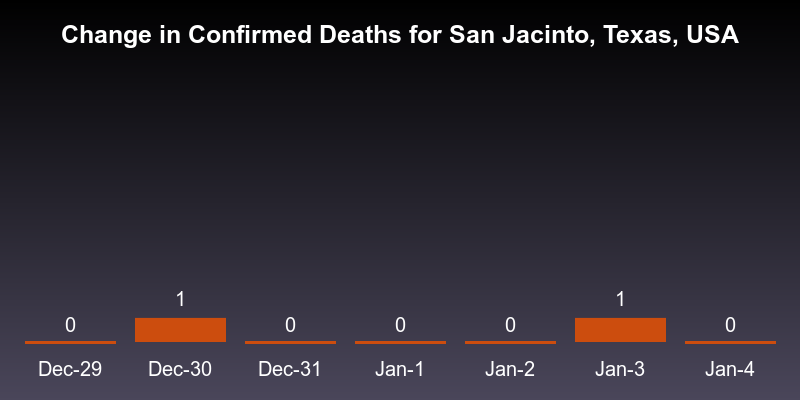 Change in Confirmed Deaths for San Jacinto, Texas, USA
0 1 0 0 0 1 0
Dec-29 Dec-30 Dec-31 Jan-1 Jan-2 Jan-3 Jan-4